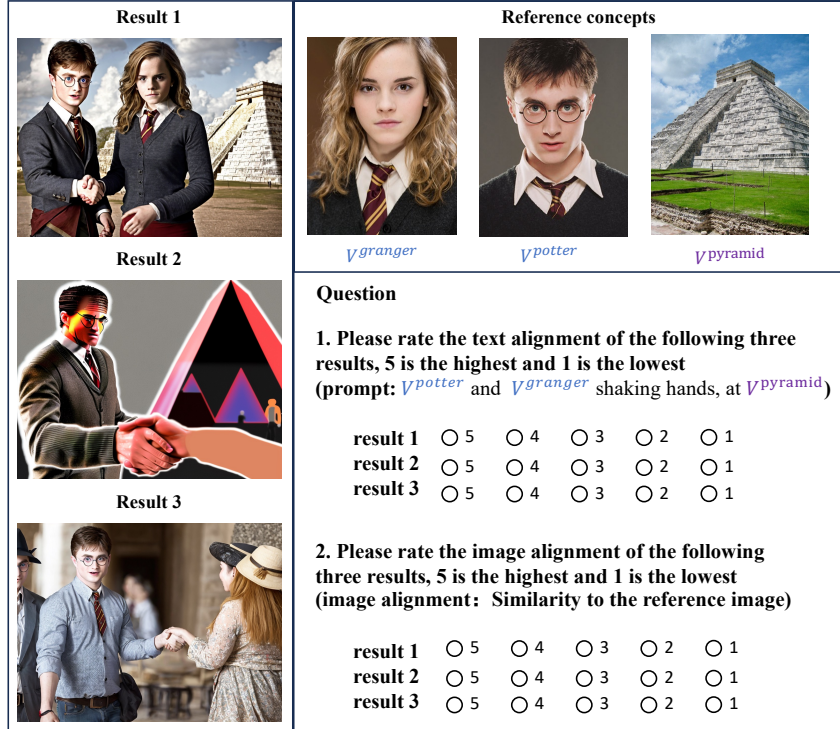 Result 1
Result 2
Result 3
Reference concepts
V^granger
V^potter
V^pyramid
Question
1. Please rate the text alignment of the following three
results, 5 is the highest and 1 is the lowest
(prompt: V^potter and V^granger shaking hands, at V^pyramid)
result 1 5 4 3 2 1
result 2 5 4 3 2 1
result 3 5 4 3 2 1
2. Please rate the image alignment of the following
three results, 5 is the highest and 1 is the lowest
(image alignment：Similarity to the reference image)
result 1 5 4 3 2 1
result 2 5 4 3 2 1
result 3 5 4 3 2 1